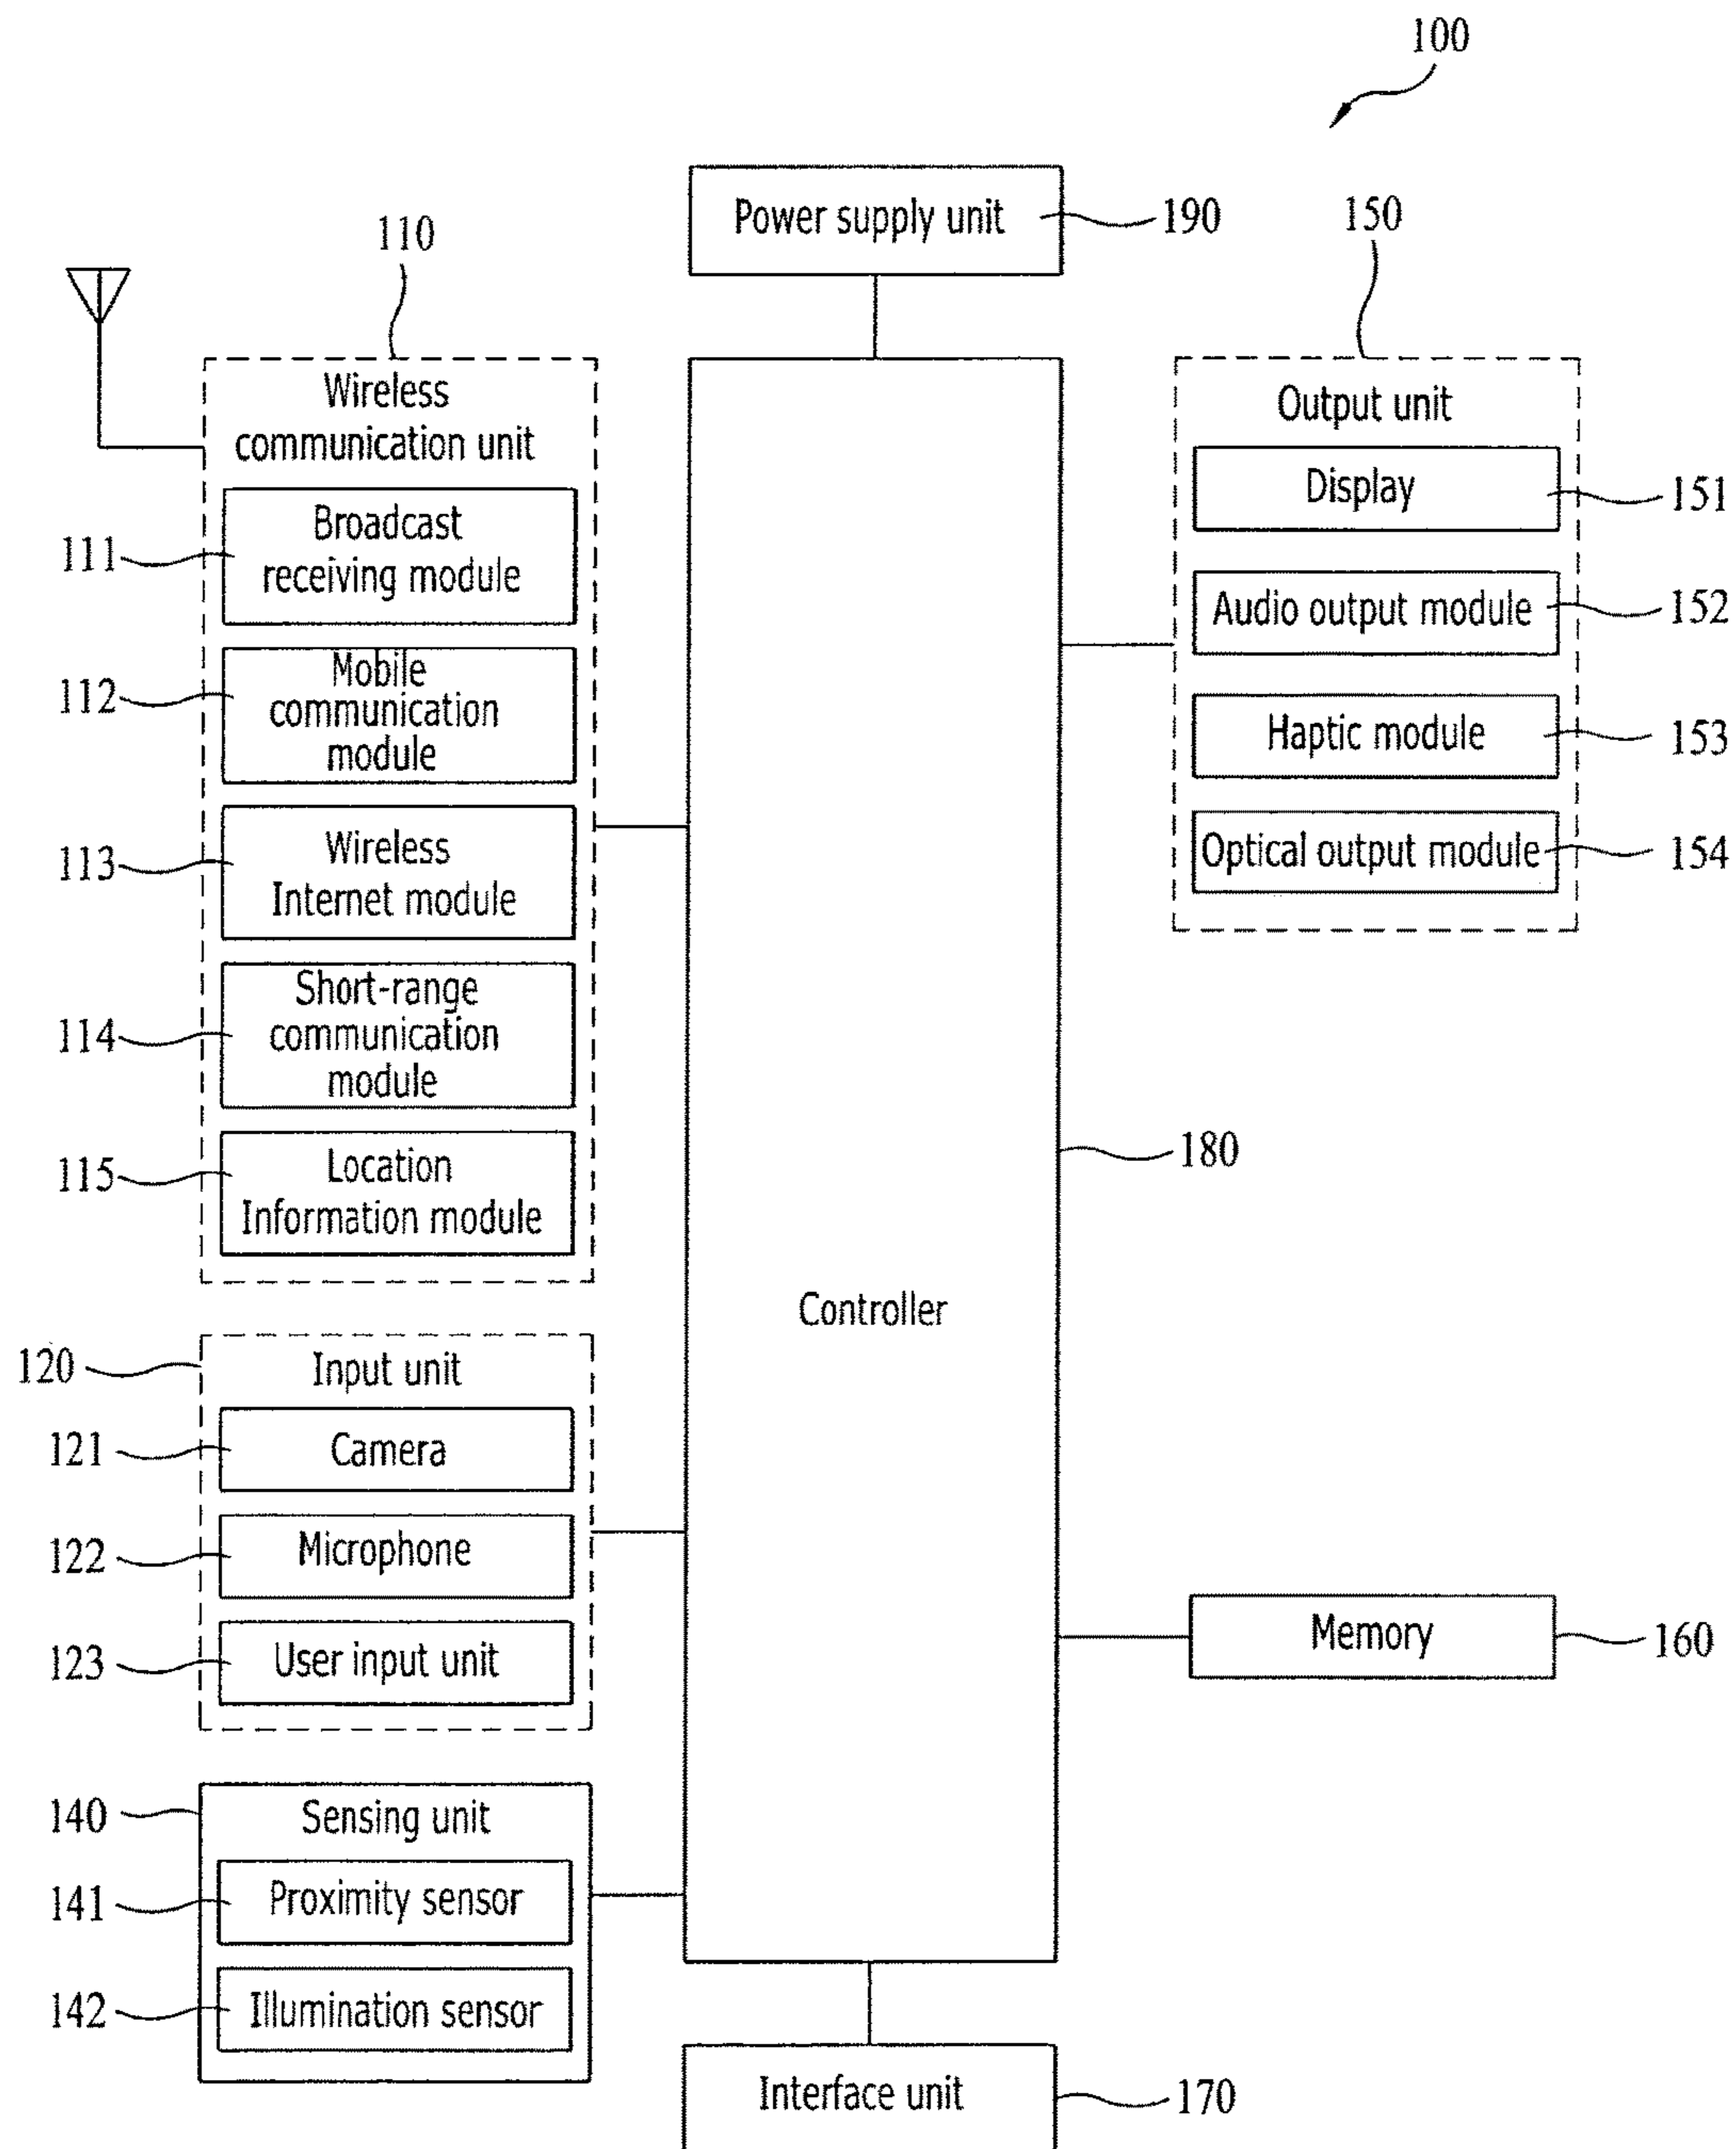 100
Power supply unit
190
110
Wireless
communication unit
111
Broadcast
receiving module
112
Mobile
communication
module
113
Wireless
Internet module
114
Short-range
communication
module
115
Location
Information module
120
Input unit
121
Camera
122
Microphone
123
User input unit
140
Sensing unit
141
Proximity sensor
142
Illumination sensor
Controller
180
150
Output unit
Display
151
Audio output module
152
Haptic module
153
Optical output module
154
Memory
160
Interface unit
170